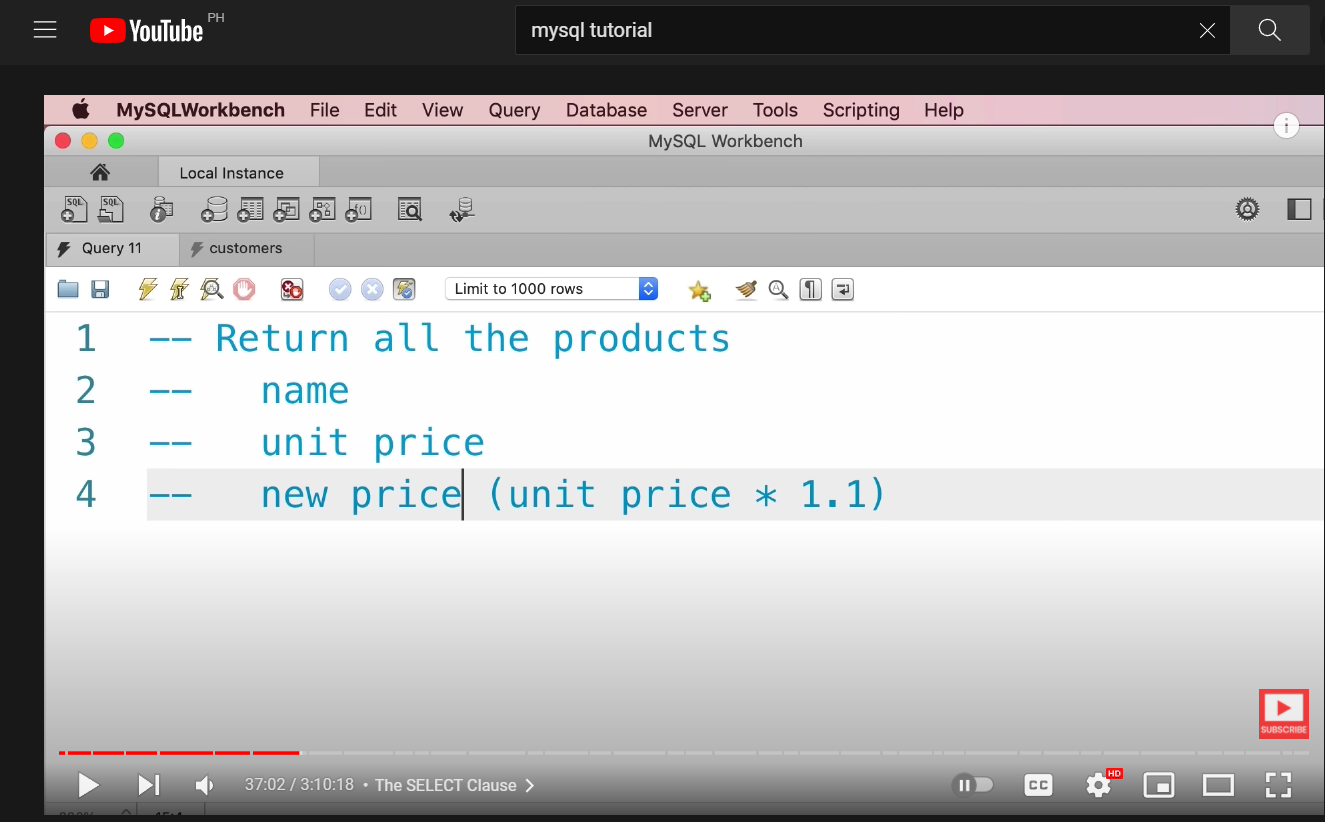 YouTube PH
mysql tutorial
MySQLWorkbench File Edit View Query Database Server Tools Scripting Help
MySQL Workbench
Local Instance
Query 11 customers
Limit to 1000 rows
1 -- Return all the products
2 -- name
3 -- unit price
4 -- new price (unit price * 1.1)
SUBSCRIBE
37:02 / 3:10:18 • The SELECT Clause
CC HD